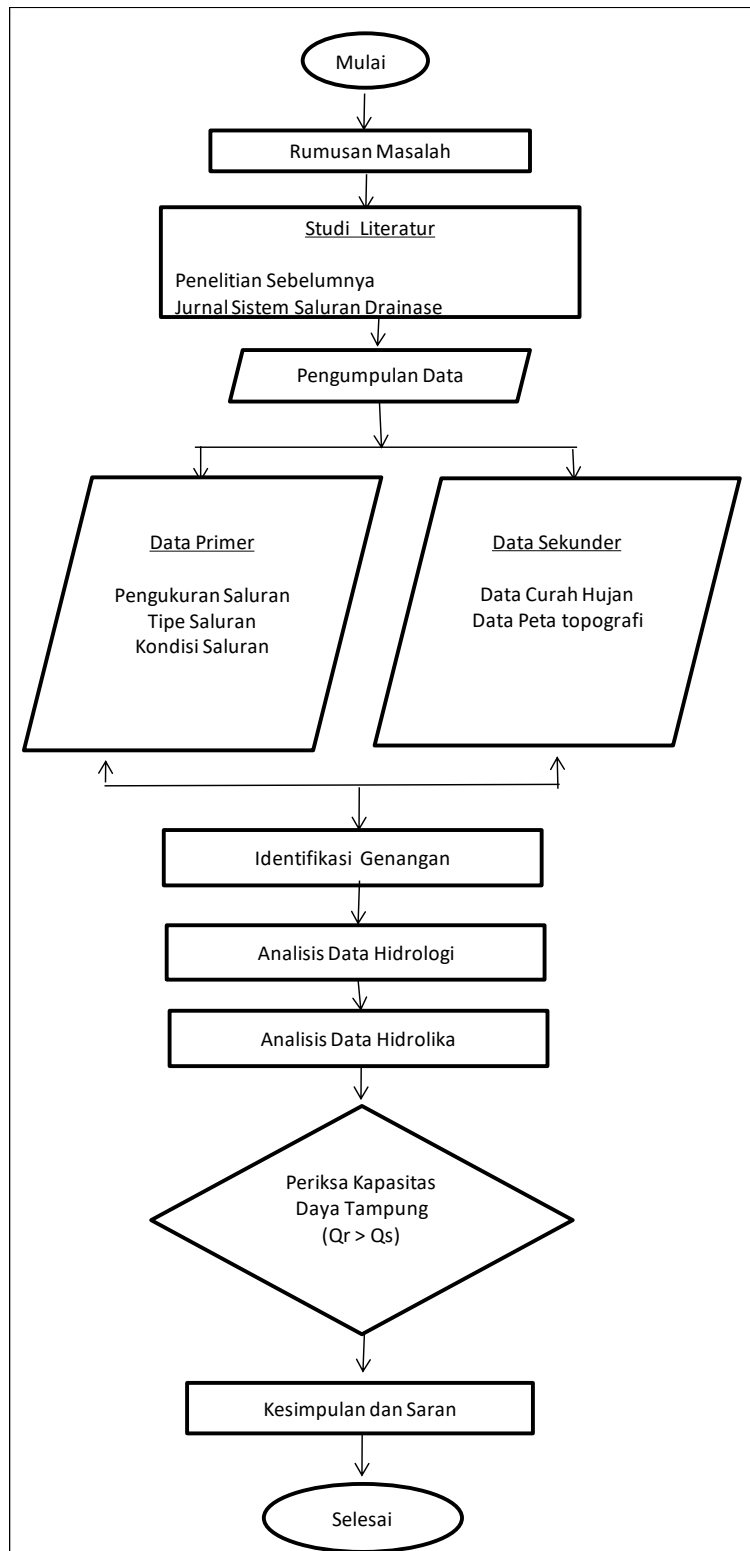 Mulai
Rumusan Masalah
Studi Literatur
Penelitian Sebelumnya
Jurnal Sistem Saluran Drainase
Pengumpulan Data
Data Primer
Pengukuran Saluran
Tipe Saluran
Kondisi Saluran
Data Sekunder
Data Curah Hujan
Data Peta topografi
Identifikasi Genangan
Analisis Data Hidrologi
Analisis Data Hidrolika
Periksa Kapasitas
Daya Tampung
(Qr > Qs)
Kesimpulan dan Saran
Selesai